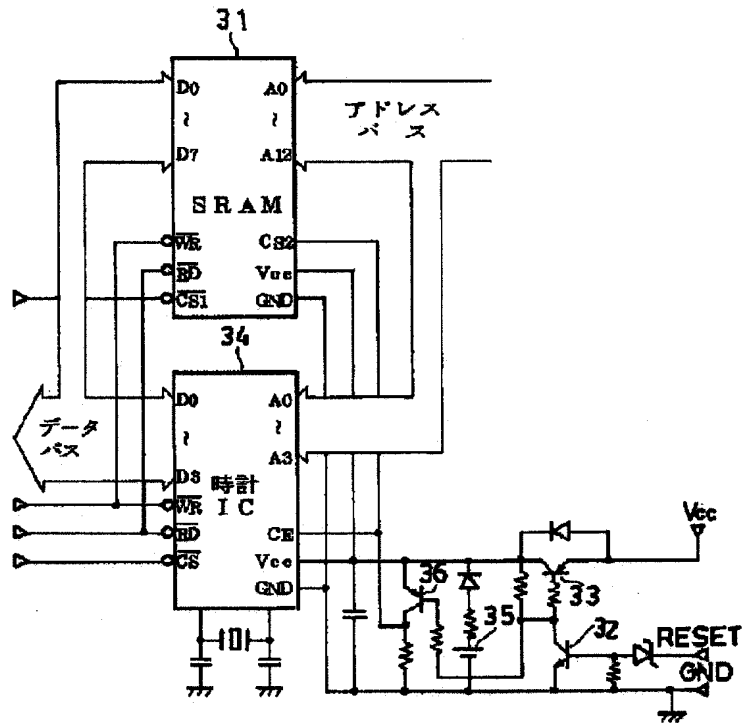 31
D0 A0
~ ~
D7 A12
アドレス
バス
SRAM
WR CS2
RD Vcc
CS1 GND
34
D0 A0
~ ~
D3 A3
データ
バス
時計
IC
WR
RD CE
CS Vcc
GND
Vcc
36
35
33
32
RESET
GND